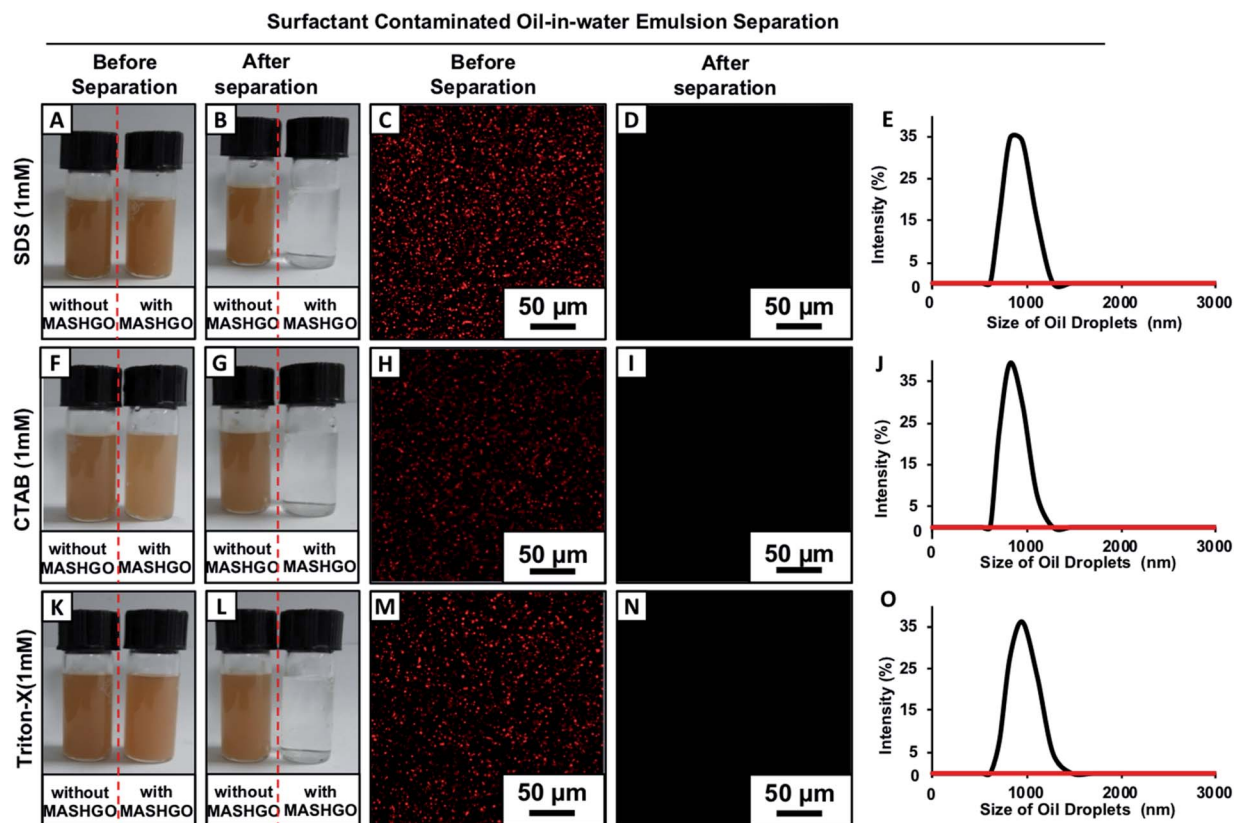 Surfactant Contaminated Oil-in-water Emulsion Separation
Before
Separation
After
separation
Before
Separation
After
separation
SDS (1mM)
A
without
MASHGO
with
MASHGO
B
without
MASHGO
with
MASHGO
C
50 µm
D
50 µm
E
Intensity (%)
35
25
15
5
0
0 1000 2000 3000
Size of Oil Droplets (nm)
CTAB (1mM)
F
without
MASHGO
with
MASHGO
G
without
MASHGO
with
MASHGO
H
50 µm
I
50 µm
J
Intensity (%)
35
25
15
5
0
0 1000 2000 3000
Size of Oil Droplets (nm)
Triton-X(1mM)
K
without
MASHGO
with
MASHGO
L
without
MASHGO
with
MASHGO
M
50 µm
N
50 µm
O
Intensity (%)
35
25
15
5
0
0 1000 2000 3000
Size of Oil Droplets (nm)